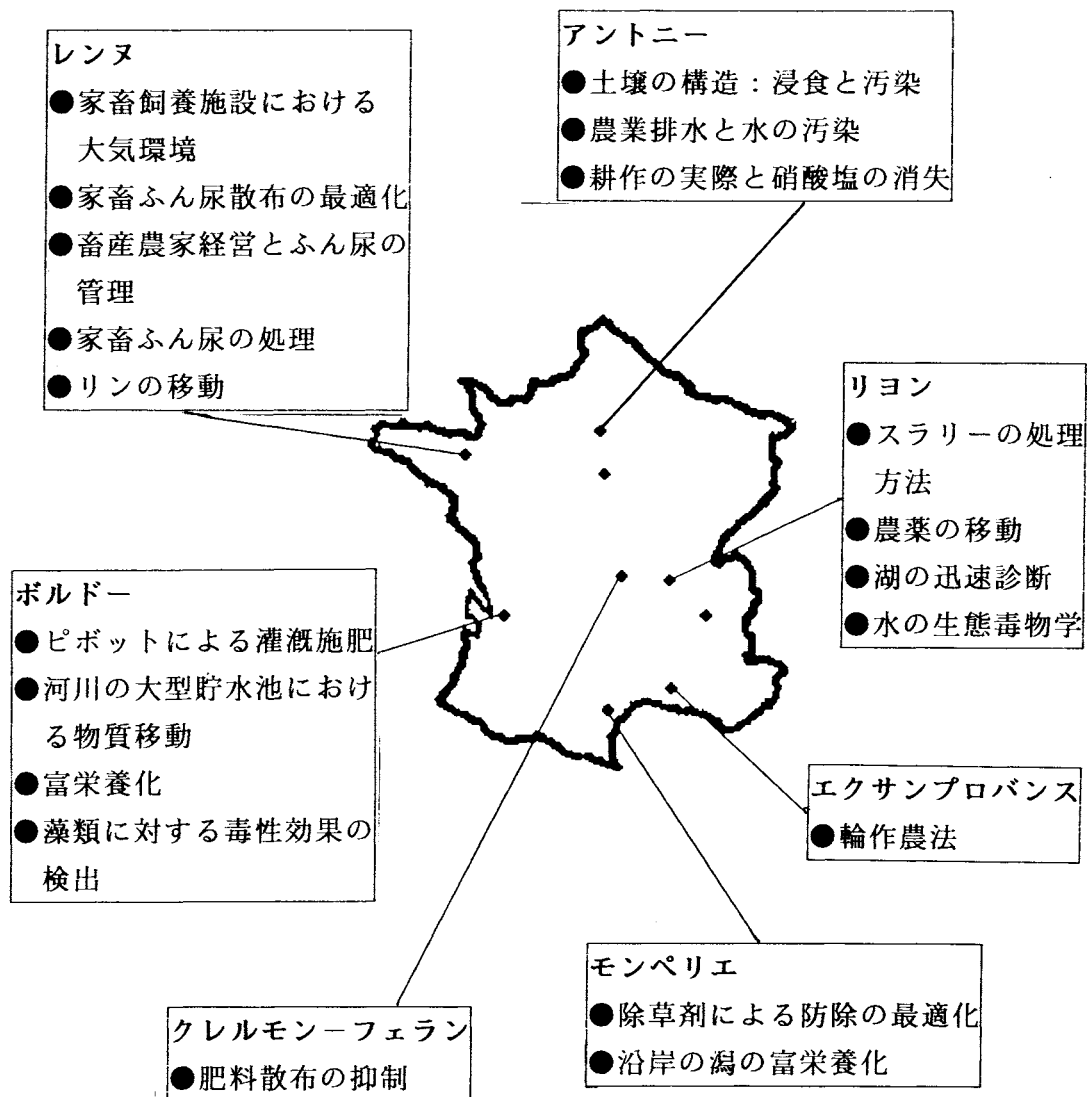 レンヌ
●家畜飼養施設における
大気環境
●家畜ふん尿散布の最適化
●畜産農家経営とふん尿の
管理
●家畜ふん尿の処理
●リンの移動
アントニー
●土壌の構造：浸食と汚染
●農業排水と水の汚染
●耕作の実際と硝酸塩の消失
リヨン
●スラリーの処理
方法
●農薬の移動
●湖の迅速診断
●水の生態毒物学
ボルドー
●ピボットによる灌漑施肥
●河川の大型貯水池におけ
る物質移動
●富栄養化
●藻類に対する毒性効果の
検出
エクサンプロバンス
●輪作農法
モンペリエ
●除草剤による防除の最適化
●沿岸の潟の富栄養化
クレルモン－フェラン
●肥料散布の抑制